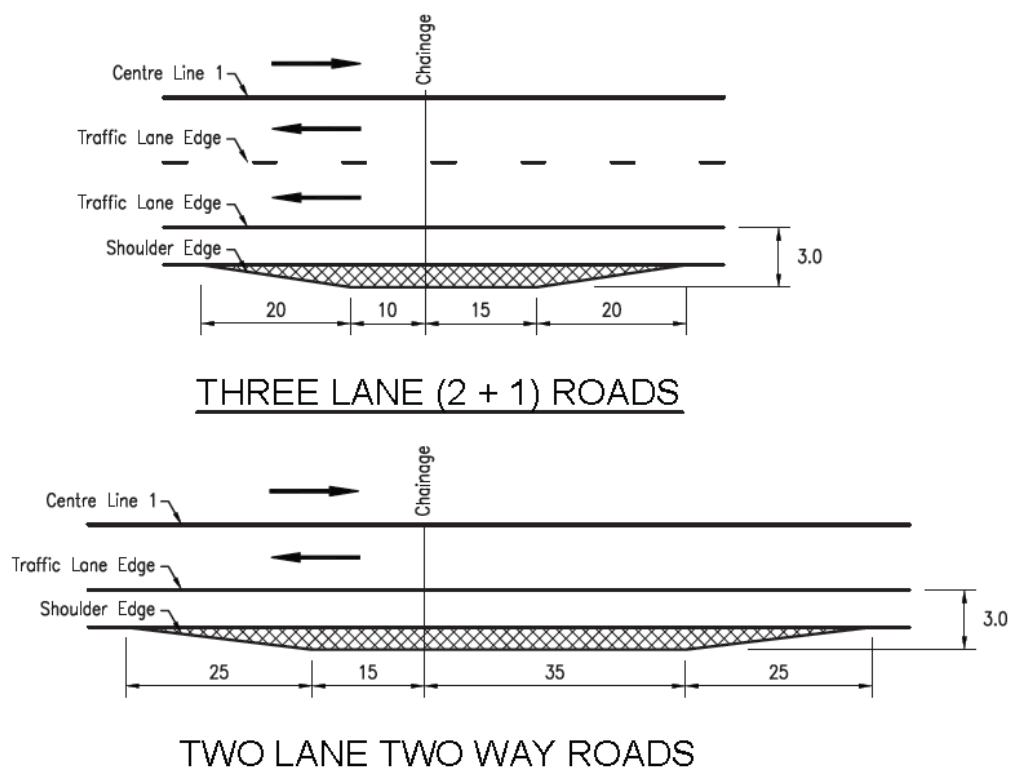 Chainage
Centre Line 1
Traffic Lane Edge
Traffic Lane Edge
Shoulder Edge
3.0
20 10 15 20
THREE LANE (2 + 1) ROADS
Chainage
Centre Line 1
Traffic Lane Edge
Shoulder Edge
3.0
25 15 35 25
TWO LANE TWO WAY ROADS